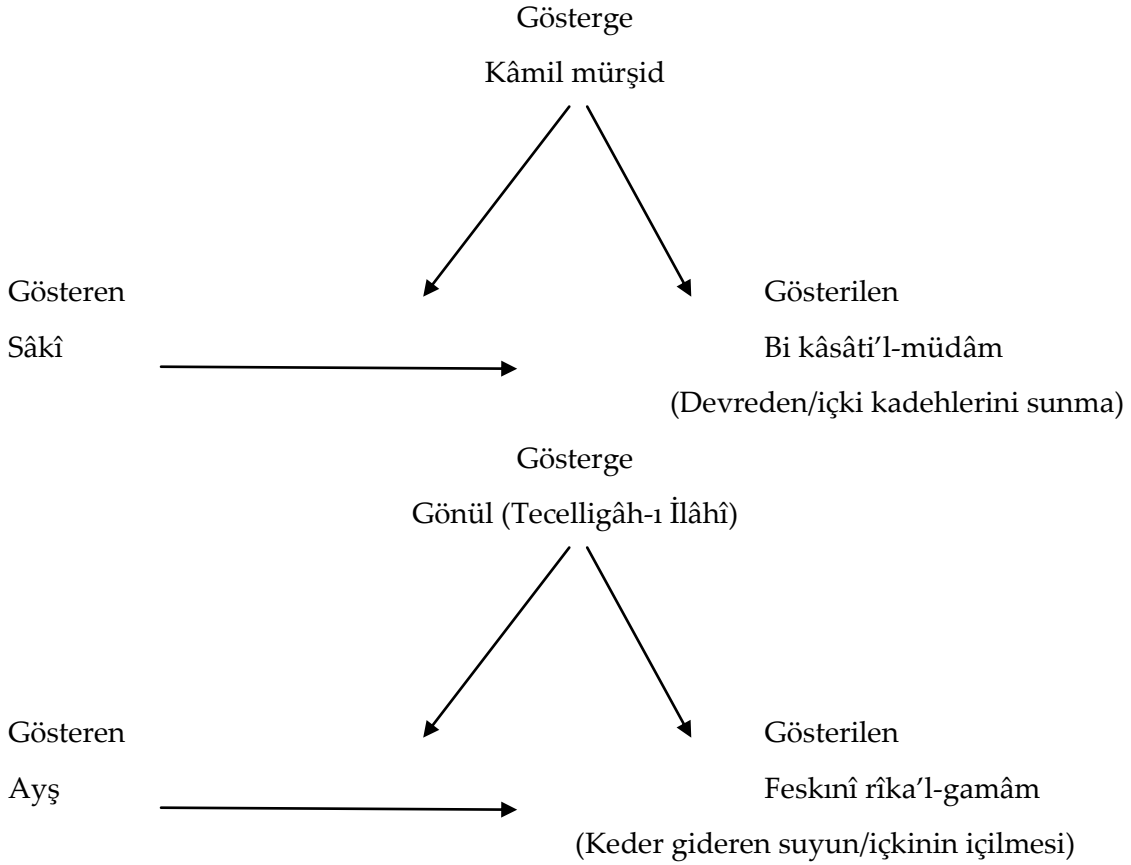 Gösterge
Kâmil mürşid
Gösteren Gösterilen
Sâkî Bi kâsâti’l-müdâm
(Devreden/içki kadehlerini sunma)
Gösterge
Gönül (Tecelligâh-ı İlâhî)
Gösteren Gösterilen
Ayş Feskınî rîka’l-gamâm
(Keder gideren suyun/içkinin içilmesi)